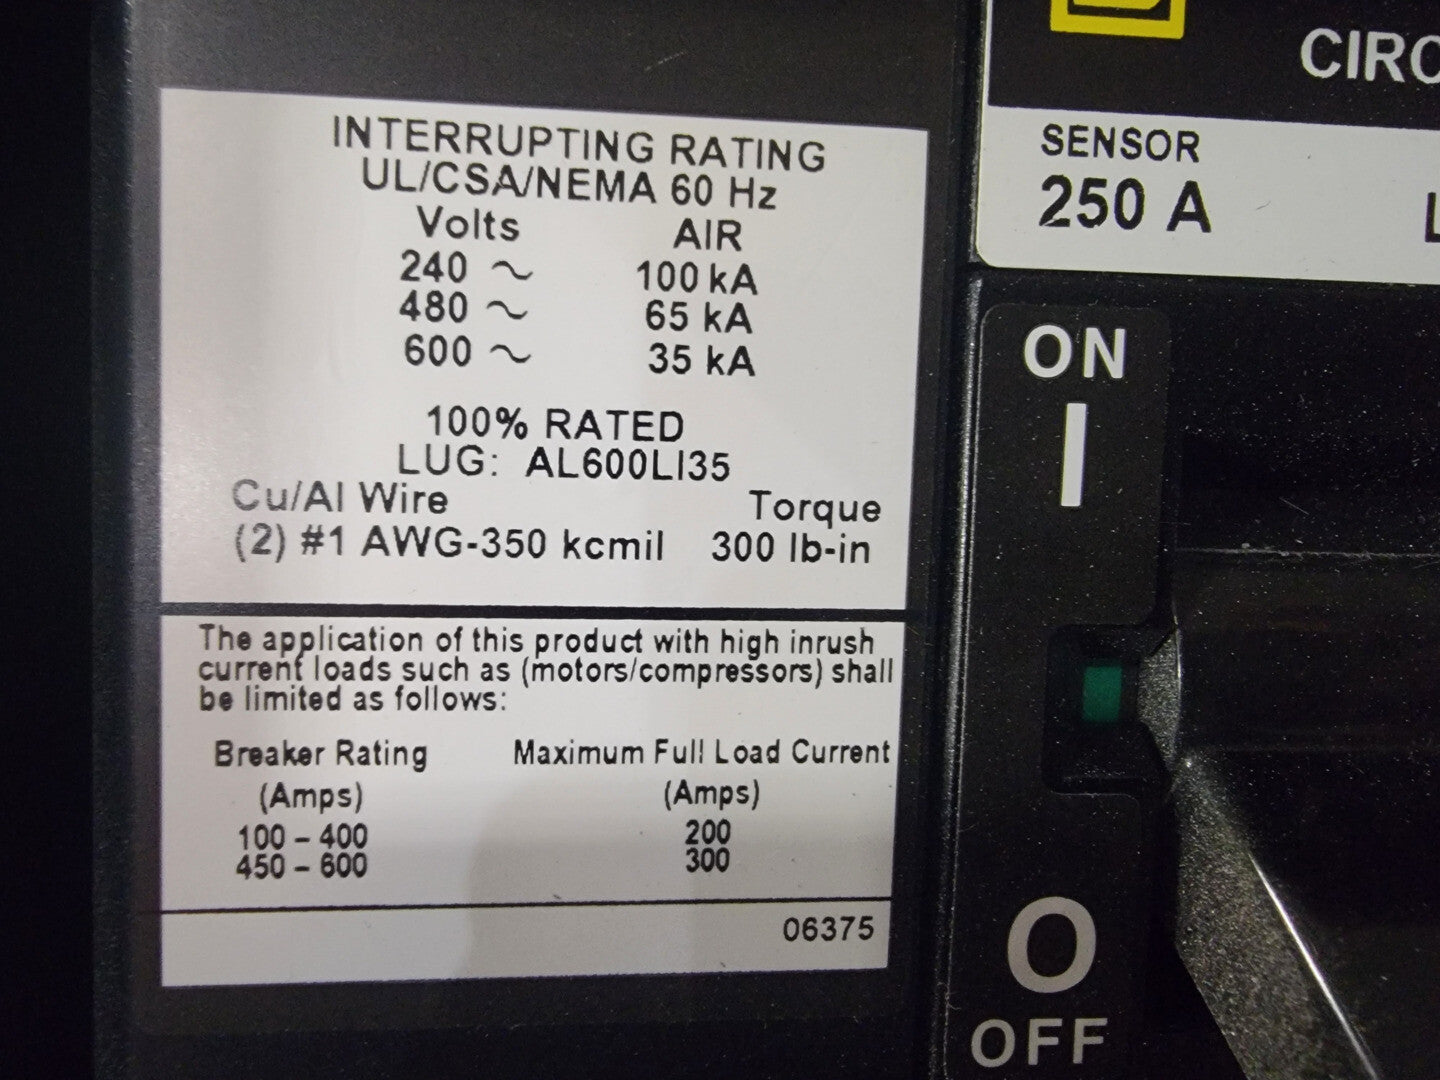 INTERRUPTING RATING
UL/CSA/NEMA 60 Hz
Volts AIR
240 ~ 100 kA
480 ~ 65 kA
600 ~ 35 kA
100% RATED
LUG: AL600LI35
Cu/Al Wire Torque
(2) #1 AWG-350 kcmil 300 lb-in
The application of this product with high inrush
current loads such as (motors/compressors) shall
be limited as follows:
Breaker Rating Maximum Full Load Current
(Amps) (Amps)
100 – 400 200
450 – 600 300
06375
SENSOR
250 A
ON
I
O
OFF